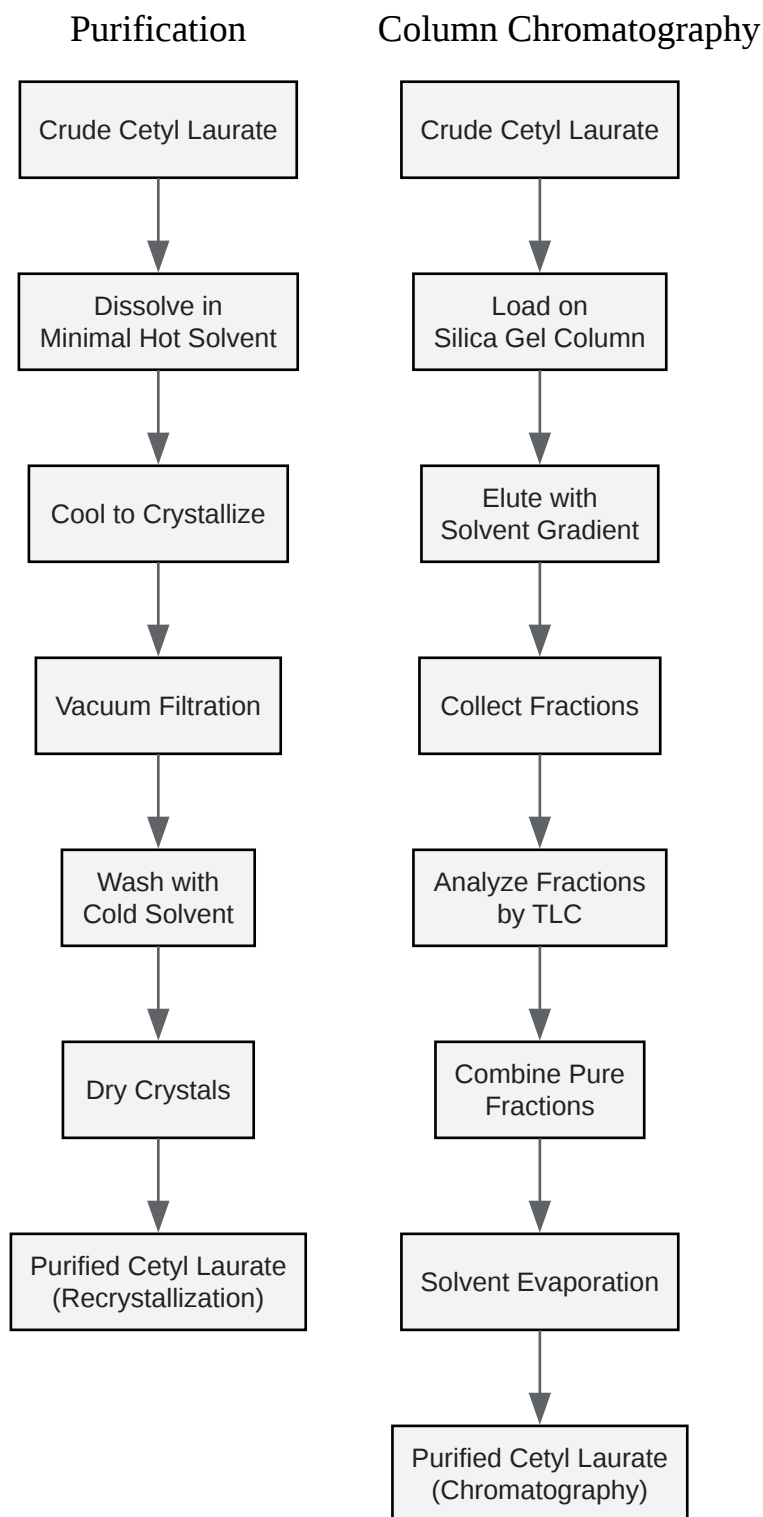 Purification
Crude Cetyl Laurate
Dissolve in
Minimal Hot Solvent
Cool to Crystallize
Vacuum Filtration
Wash with
Cold Solvent
Dry Crystals
Purified Cetyl Laurate
(Recrystallization)
Column Chromatography
Crude Cetyl Laurate
Load on
Silica Gel Column
Elute with
Solvent Gradient
Collect Fractions
Analyze Fractions
by TLC
Combine Pure
Fractions
Solvent Evaporation
Purified Cetyl Laurate
(Chromatography)